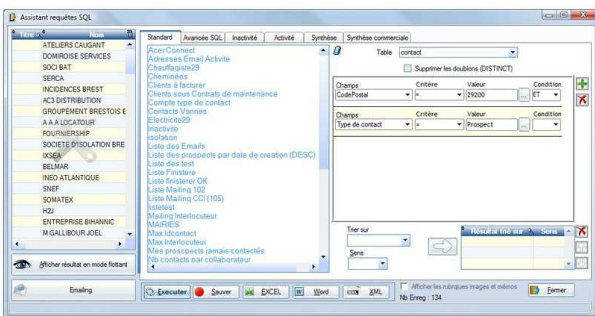 Assistant requêtes SQL
Titre
Nom
ATELIERS CAUGANT
DOMIROISE SERVICES
SOCI BAT
SERCA
INCIDENCES BREST
AC3 DISTRIBUTION
GROUPEMENT BRESTOIS E
A A A LOCATOUR
FOURNIERSHIP
SOCIETE D'ISOLATION BRE
IXSEA
BELMAR
INEO ATLANTIQUE
SNEF
SOMATEX
H2J
ENTREPRISE BIHANNIC
M GALLIBOUR JOEL
Afficher résultat en mode flottant
Emailing
Standard
Avancée SQL
Inactivité
Activité
Synthèse
Synthèse commerciale
Acer Connect
Adresses Email Activite
Chauffagiste29
Cheminées
Clients à facturer
Clients sous Contrats de maintenance
Compte type de contact
Contacts Vannes
Electricite29
Inactivite
isolation
Liste des Emails
Liste des prospects par date de creation (DESC)
Liste des test
Liste Finistere
Liste finisterer OK
Liste Mailing 102
Liste Mailing CCI (105)
listetest
Mailing Interlocuteur
MAIRIES
Max Idcontact
Max Interlocuteur
Mes prospects jamais contactés
Nb contacts par collaborateur
Table
contact
Supprimer les doublons (DISTINCT)
Champs
Critère
Valeur
Condition
CodePostal
=
29200
...
ET
Champs
Critère
Valeur
Condition
Type de contact
=
Prospect
...
Trier sur
Sens
Résultat trié sur
Sens
Executer
Sauver
EXCEL
Word
XML
Afficher les rubriques images et mémos
Nb Enreg : 134
Fermer